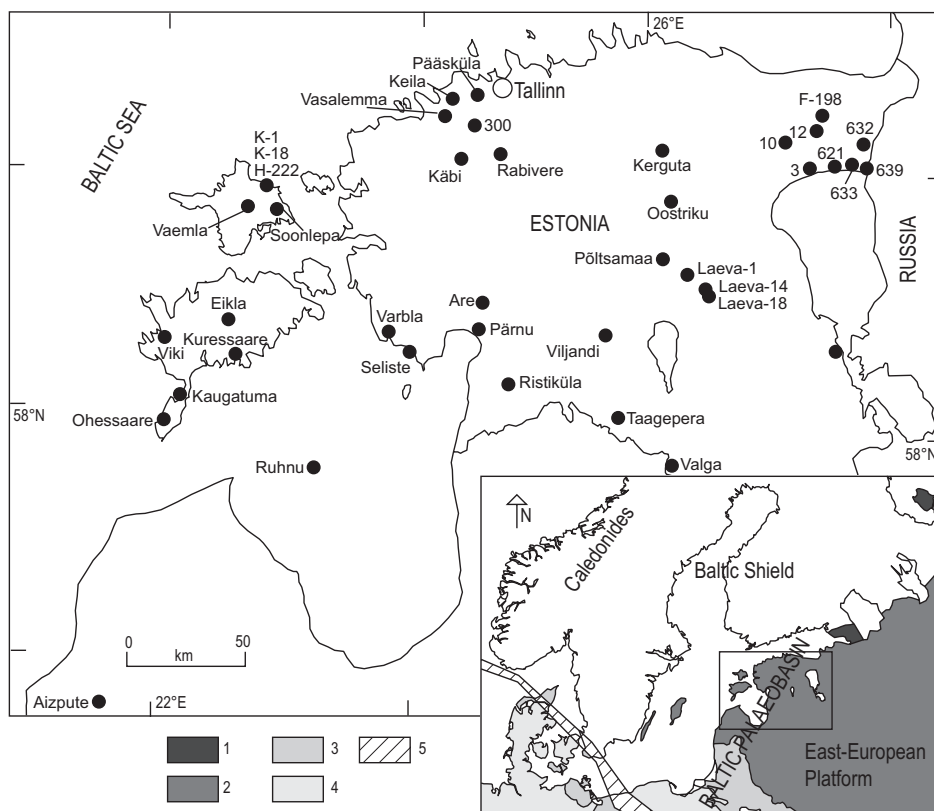 26°E
Pääsküla
Keila
Tallinn
Vasalemma
BALTIC SEA
300
F-198
12
632
10
K-1
K-18
H-222
Käbi
Rabivere
Kerguta
621
3
633
639
Vaemla
Soonlepa
ESTONIA
Oostriku
RUSSIA
Põltsamaa
Laeva-1
Laeva-14
Laeva-18
Are
Eikla
Varbla
Pärnu
Viki
Kuressaare
Seliste
Viljandi
Ristiküla
Kaugatuma
58°N
Ohessaare
Taagepera
58°N
Ruhnu
Valga
N
Caledonides
Baltic Shield
0
50
km
BALTIC PALAEOBASIN
Aizpute
22°E
East-European
Platform
1
3
5
2
4